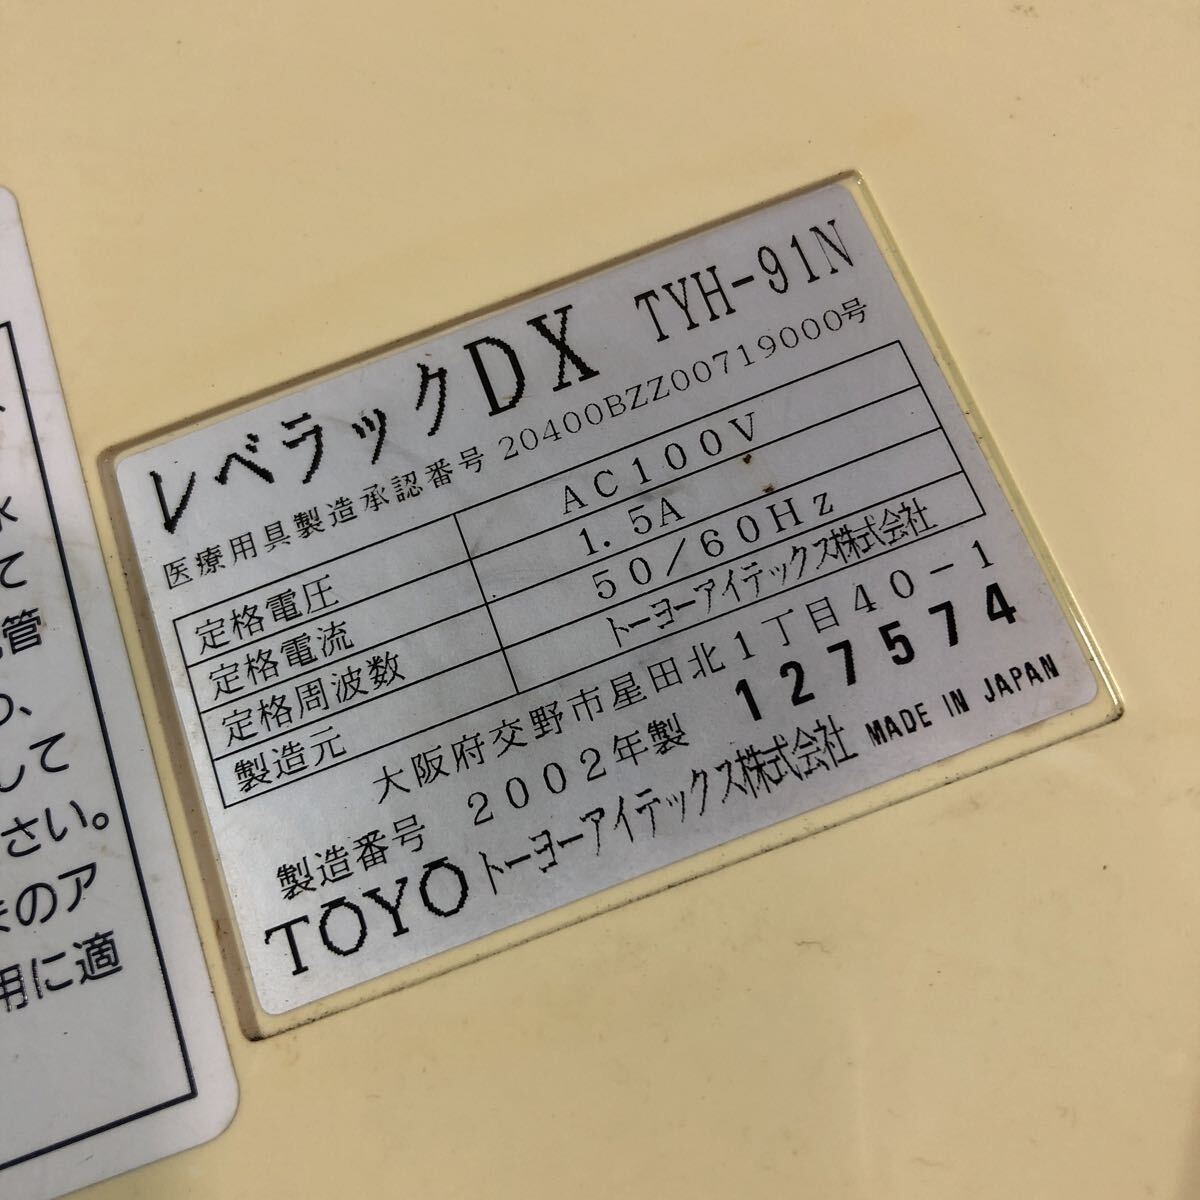 レベラックDX TYH-91N
医療用具製造承認番号 20400BZZ00719000号
定格電圧 AC100V
定格電流 1.5A
定格周波数 50/60Hz
製造元 トーヨーアイテックス株式会社
大阪府交野市星田北1丁目40-1
製造番号 2002年製 127574
TOYO トーヨーアイテックス株式会社 MADE IN JAPAN
て
管
して
さい。
のア
用に適